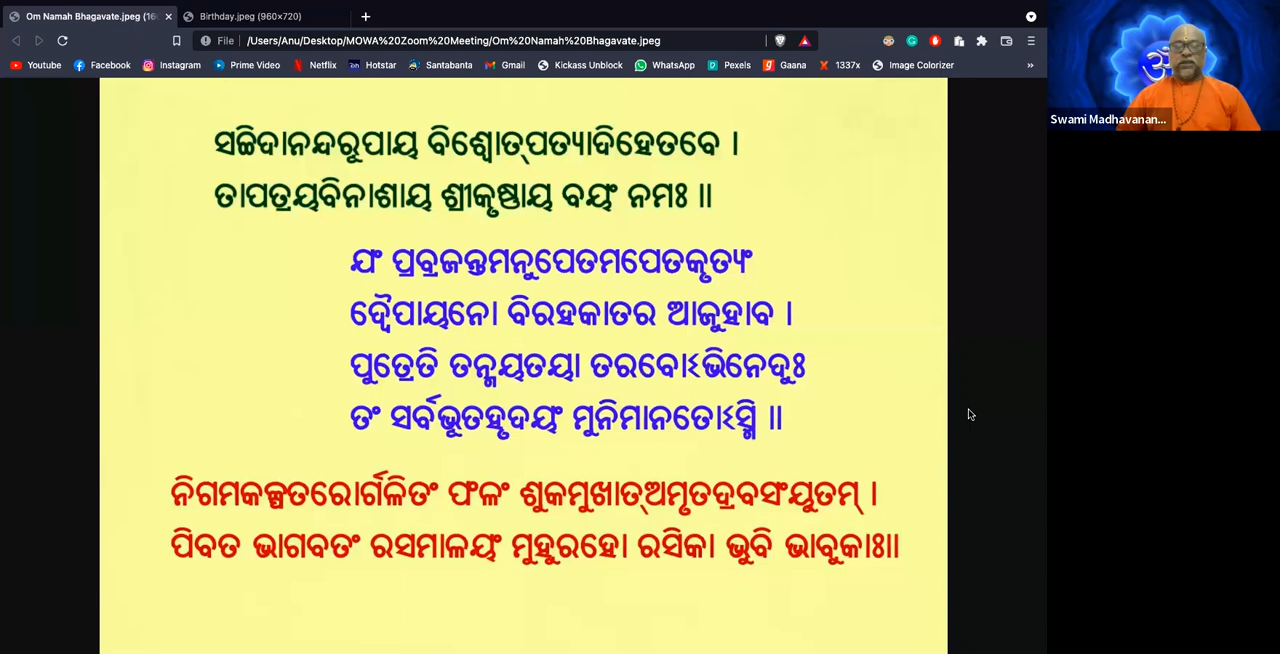 Om Namah Bhagavate.jpeg (16
Birthday.jpeg (960×720)
File /Users/Anu/Desktop/MOWA%20Zoom%20Meeting/Om%20Namah%20Bhagavate.jpeg
Youtube Facebook Instagram Prime Video Netflix Hotstar Santabanta Gmail Kickass Unblock WhatsApp Pexels Gaana 1337x Image Colorizer »
ସଚ୍ଚିଦାନନ୍ଦରୂପାୟ ବିଶ୍ୱୋତ୍‌ପତ୍ୟାଦିହେତବେ ।
ତାପତ୍ରୟବିନାଶାୟ ଶ୍ରୀକୃଷ୍ଣାୟ ବୟଂ ନମଃ ॥
ଯଂ ପ୍ରବ୍ରଜନ୍ତମନୁପେତମପେତକୃତ୍ୟଂ
ଦ୍ୱୈପାୟନୋ ବିରହକାତର ଆଜୁହାବ ।
ପୁତ୍ରେତି ତନ୍ମୟତୟା ତରବୋଽଭିନେଦୁଃ
ତଂ ସର୍ବଭୂତହୃଦୟଂ ମୁନିମାନତୋଽସ୍ମି ॥
ନିଗମକଳ୍ପତରୋର୍ଗଳିତଂ ଫଳଂ ଶୁକମୁଖାତ୍‌ଅମୃତଦ୍ରବସଂଯୁତମ୍ ।
ପିବତ ଭାଗବତଂ ରସମାଳୟଂ ମୁହୁରହୋ ରସିକା ଭୁବି ଭାବୁକାଃ॥
ॐ
Swami Madhavanan...